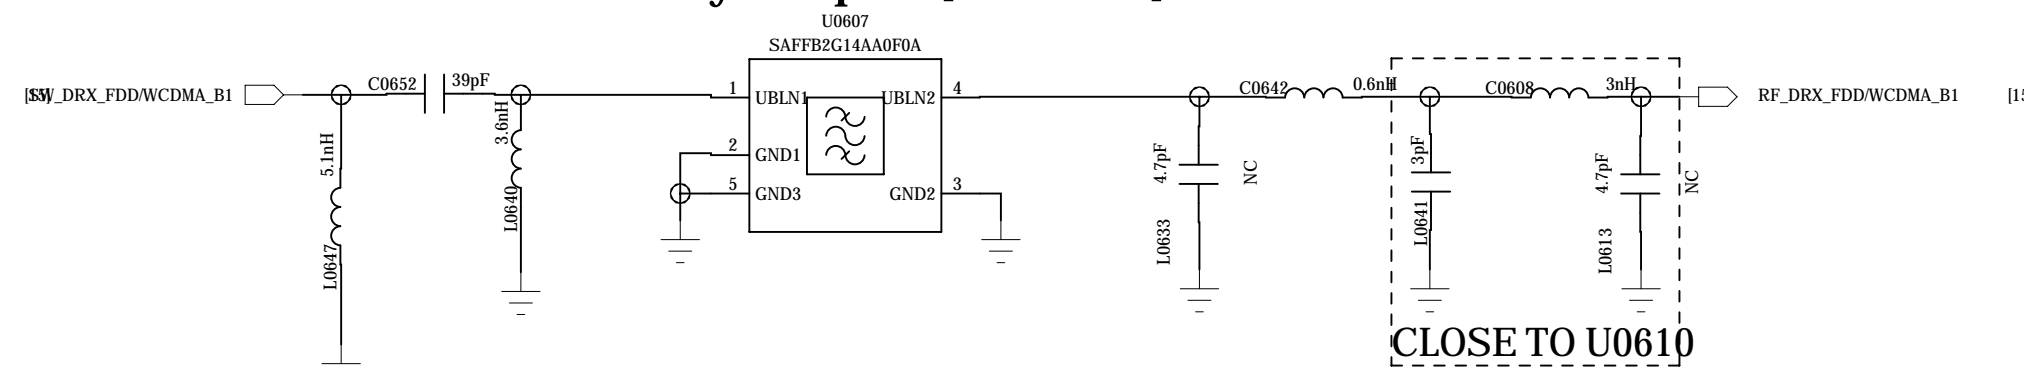 U0607
SAFFB2G14AA0F0A
SW_DRX_FDD/WCDMA_B1
C0652
39pF
5.1nH
L0647
3.6nH
L0640
1
UBLN1
2
GND1
5
GND3
UBLN2
4
GND2
3
4.7pF
NC
L0633
C0642
0.6nH
3pF
L0641
C0608
3nH
4.7pF
NC
L0613
RF_DRX_FDD/WCDMA_B1
[15
CLOSE TO U0610